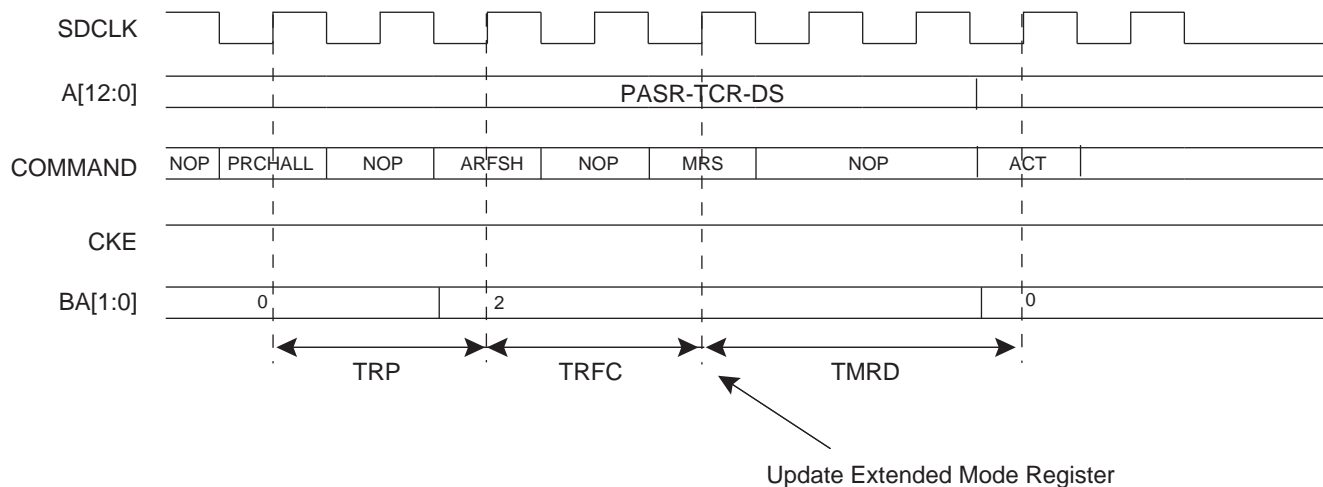 SDCLK
A[12:0] PASR-TCR-DS
COMMAND NOP PRCHALL NOP ARFSH NOP MRS NOP ACT
CKE
BA[1:0] 0 2 0
TRP TRFC TMRD
Update Extended Mode Register